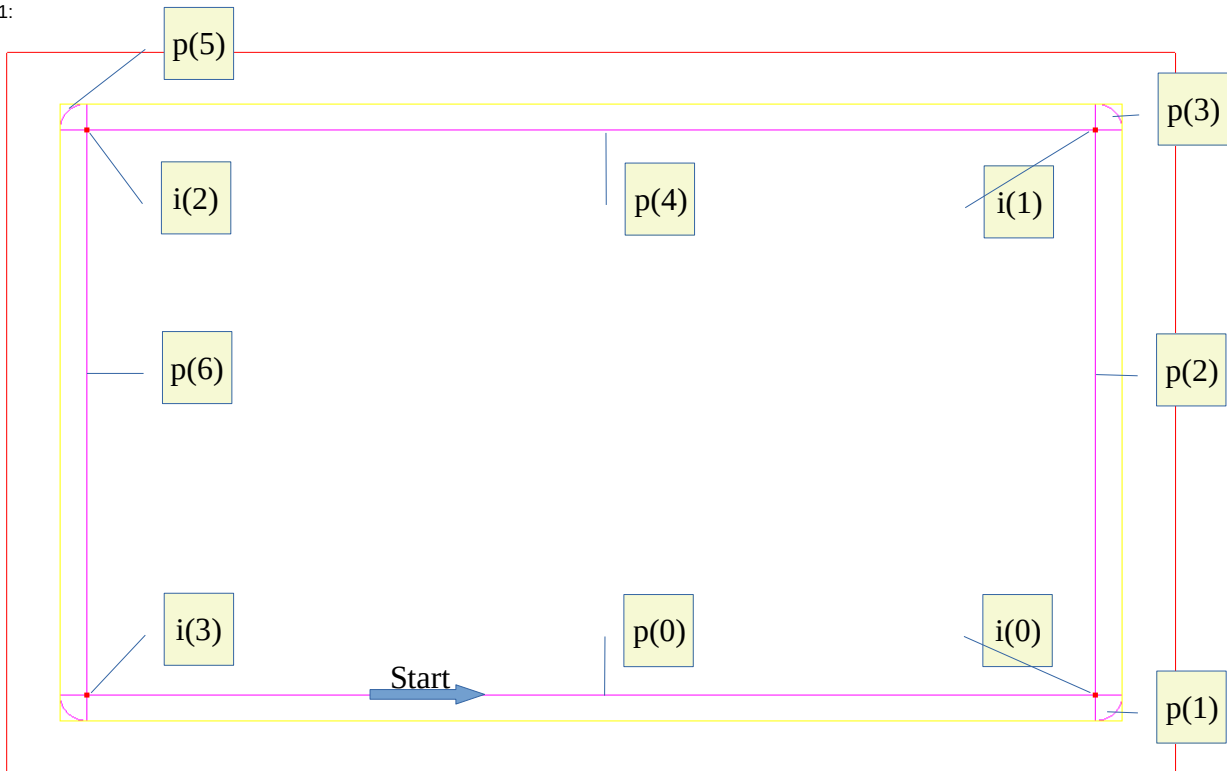 1:
p(5)
p(3)
i(2)
p(4)
i(1)
p(6)
p(2)
i(3)
p(0)
i(0)
Start
p(1)